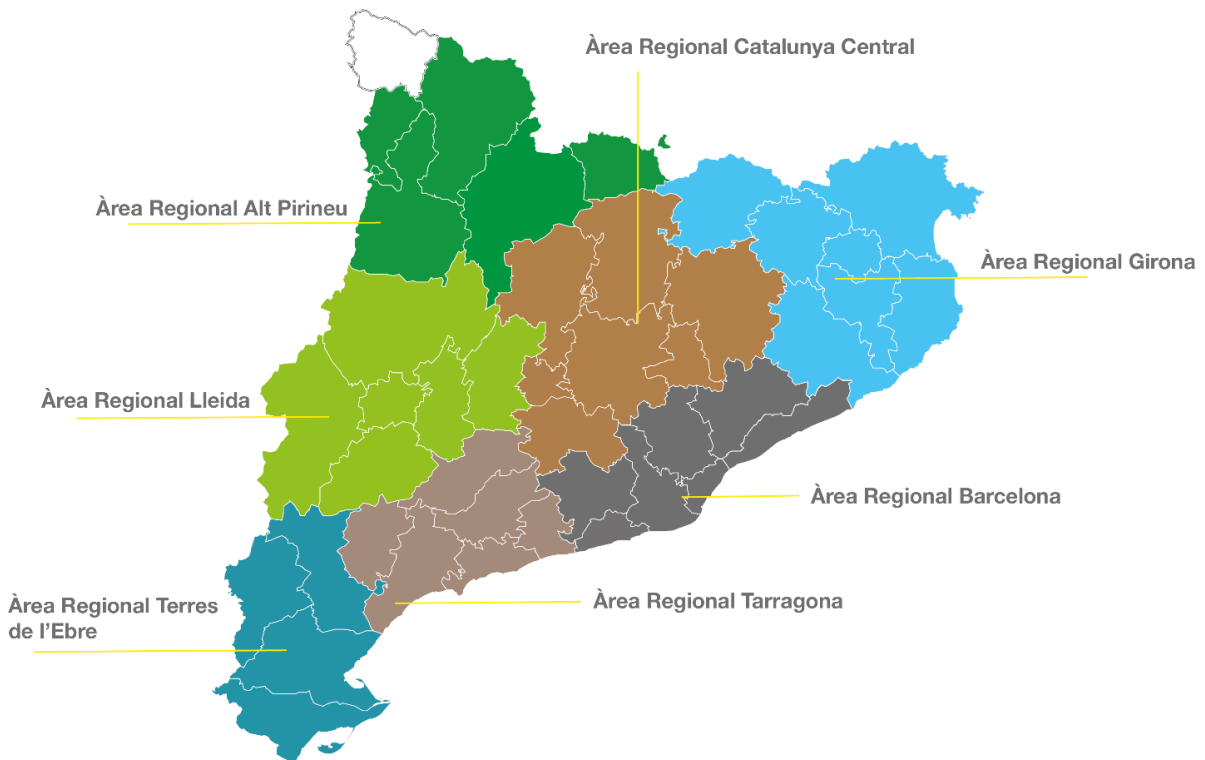 Àrea Regional Catalunya Central
Àrea Regional Alt Pirineu
Àrea Regional Girona
Àrea Regional Lleida
Àrea Regional Barcelona
Àrea Regional Terres
de l’Ebre
Àrea Regional Tarragona